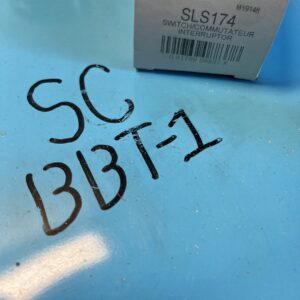 M1914R
SLS174
SWITCH/COMMUTATEUR
INTERRUPTOR
SC
BBT-1